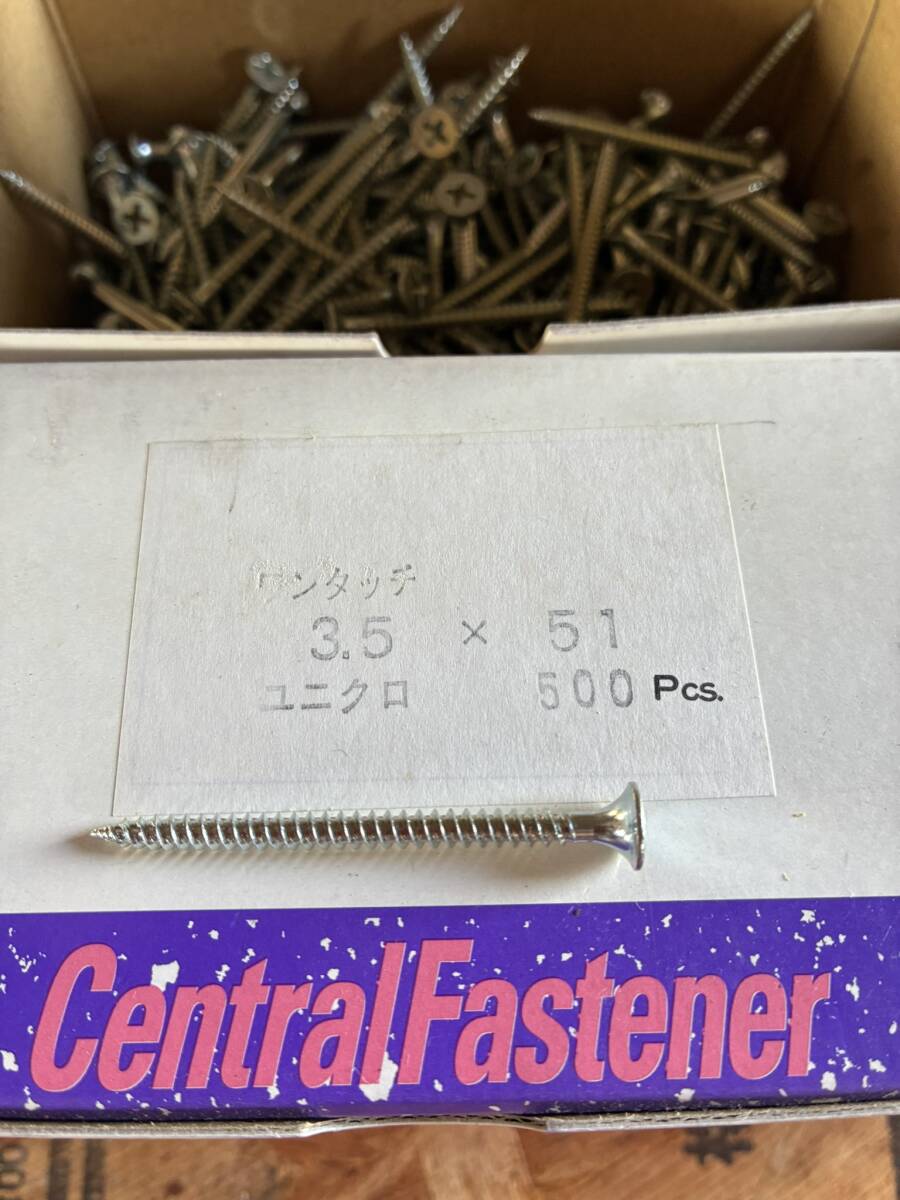 ワンタッチ
3.5 × 51
ユニクロ 500 Pcs.
CentralFastener